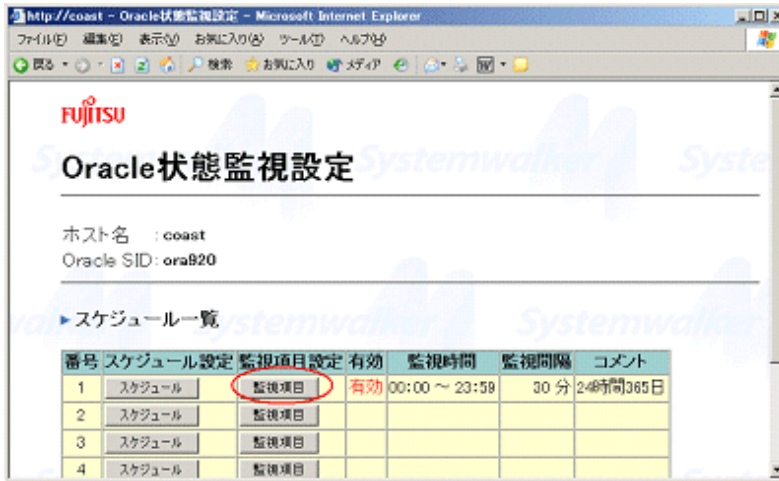 http://coast - Oracle状態監視設定 - Microsoft Internet Explorer
ファイル(F) 編集(E) 表示(V) お気に入り(A) ツール(T) ヘルプ(H)
戻る 検索 お気に入り メディア
FUJITSU
Systemwalker
Oracle状態監視設定
ホスト名 : coast
Oracle SID: ora920
▶スケジュール一覧
番号 スケジュール設定 監視項目設定 有効 監視時間 監視間隔 コメント
1 スケジュール 監視項目 有効 00:00 ～ 23:59 30 分 24時間365日
2 スケジュール 監視項目
3 スケジュール 監視項目
4 スケジュール 監視項目